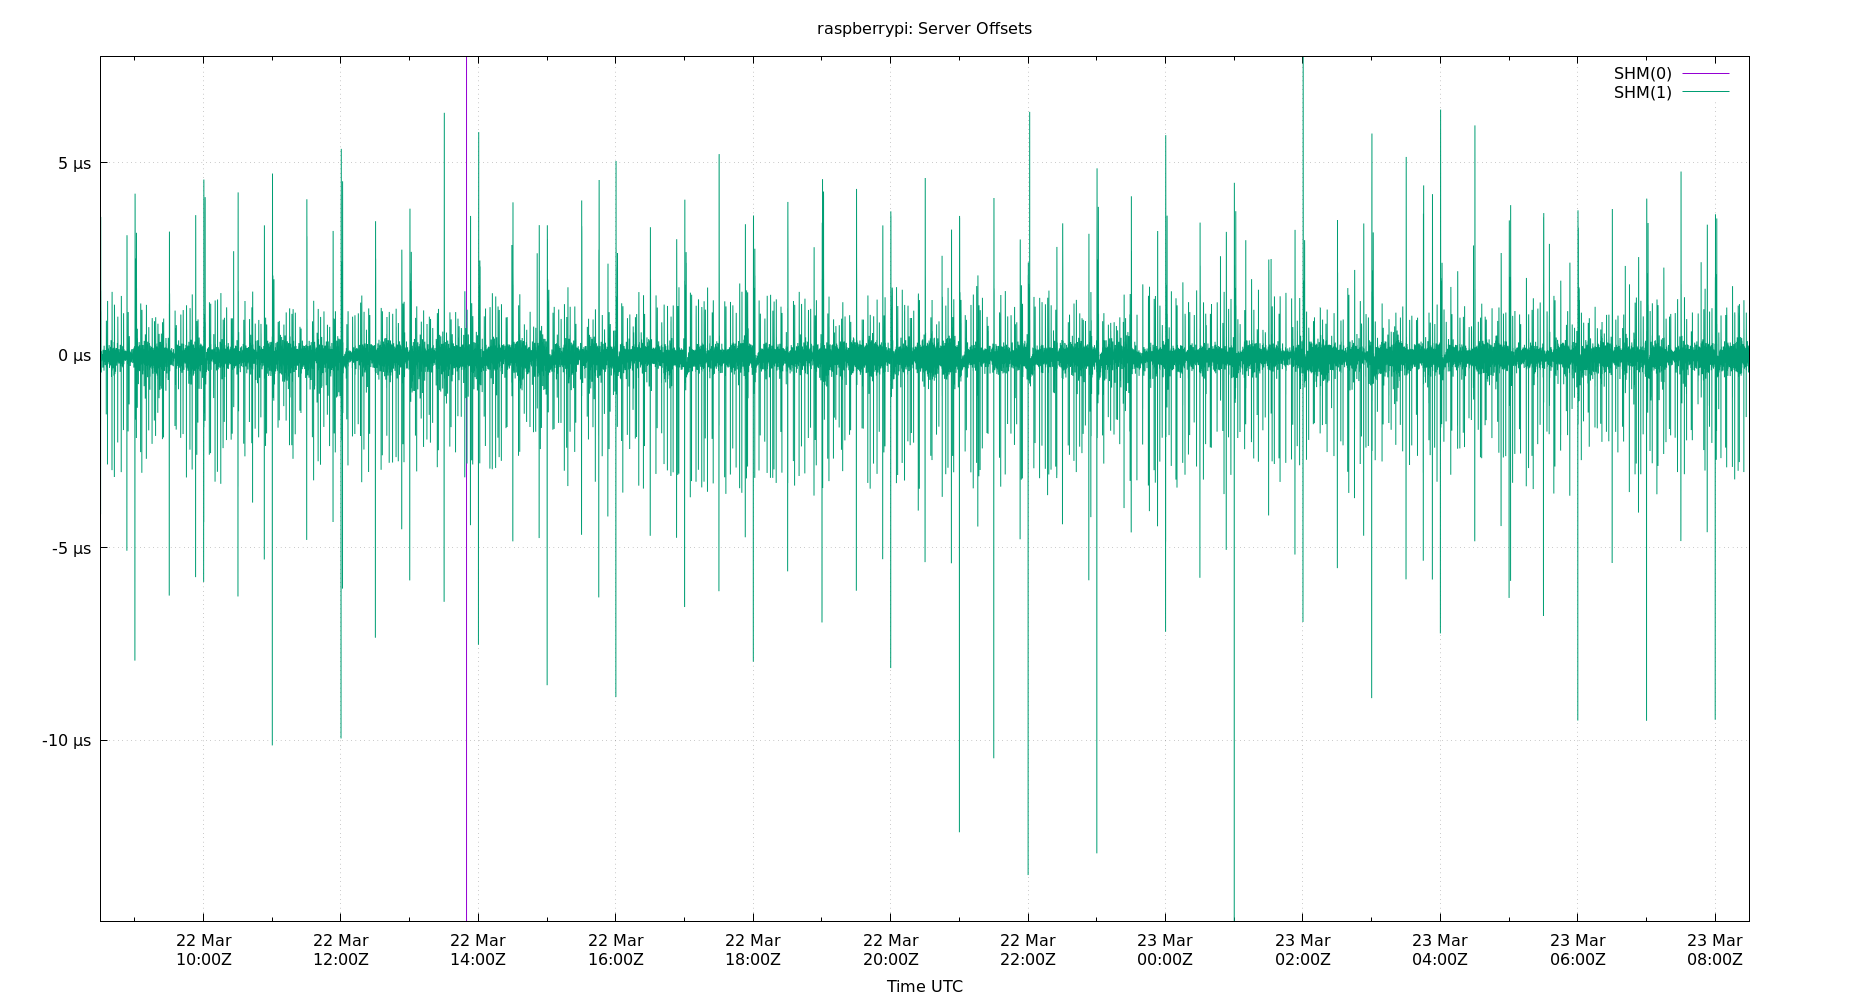 raspberrypi: Server Offsets
SHM(0)
SHM(1)
5 µs
0 µs
-5 µs
-10 µs
22 Mar 22 Mar 22 Mar 22 Mar 22 Mar 22 Mar 22 Mar 23 Mar 23 Mar 23 Mar 23 Mar 23 Mar
10:00Z 12:00Z 14:00Z 16:00Z 18:00Z 20:00Z 22:00Z 00:00Z 02:00Z 04:00Z 06:00Z 08:00Z
Time UTC